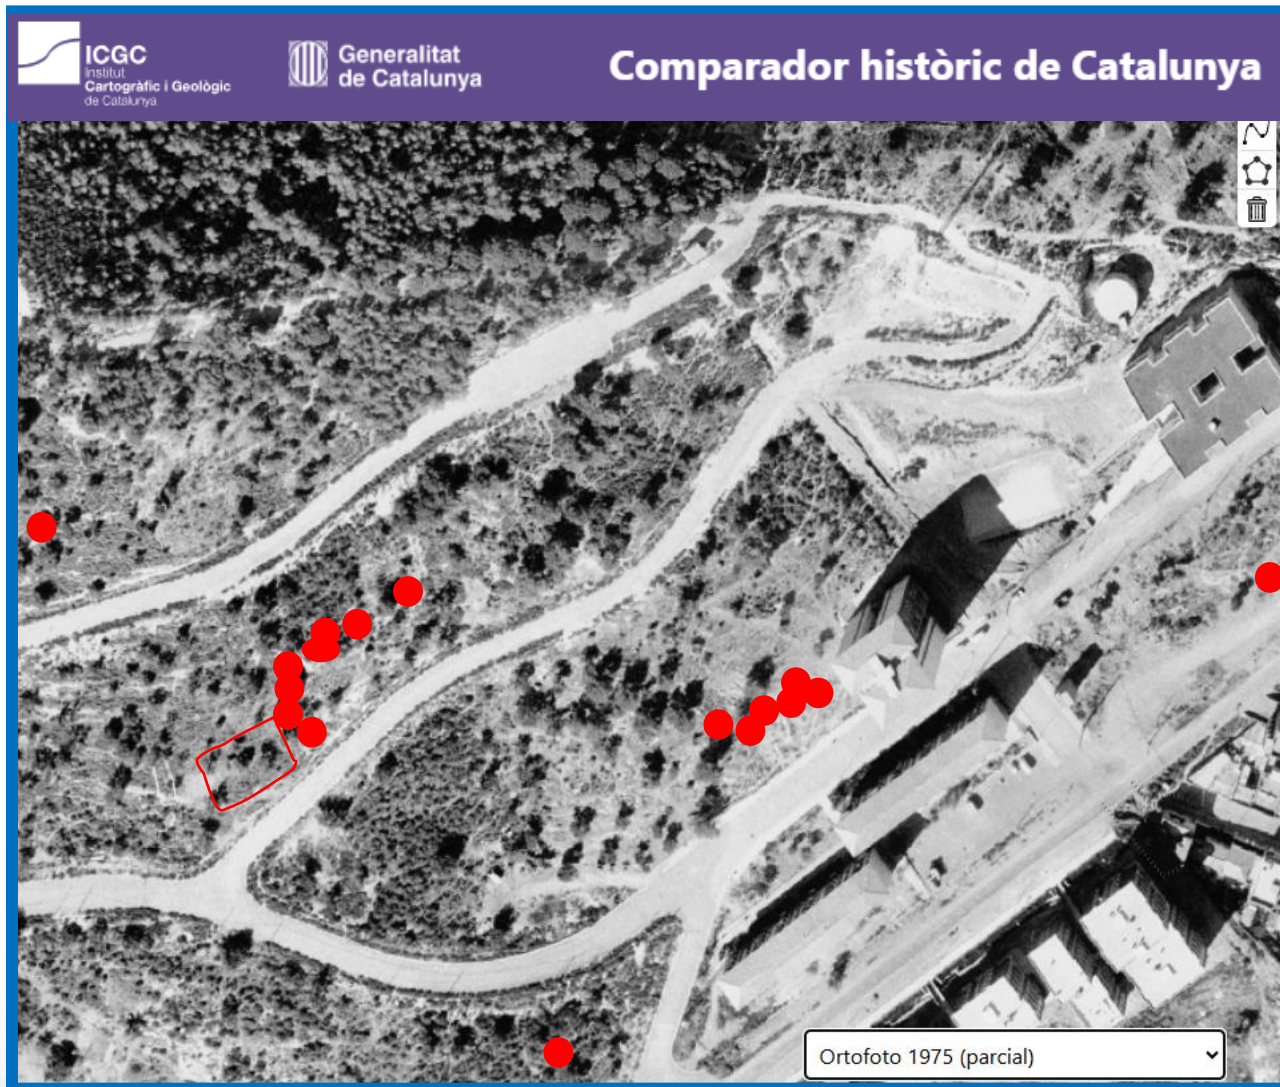 ICGC
Institut
Cartogràfic i Geològic
de Catalunya
Generalitat
de Catalunya
Comparador històric de Catalunya
Ortofoto 1975 (parcial)